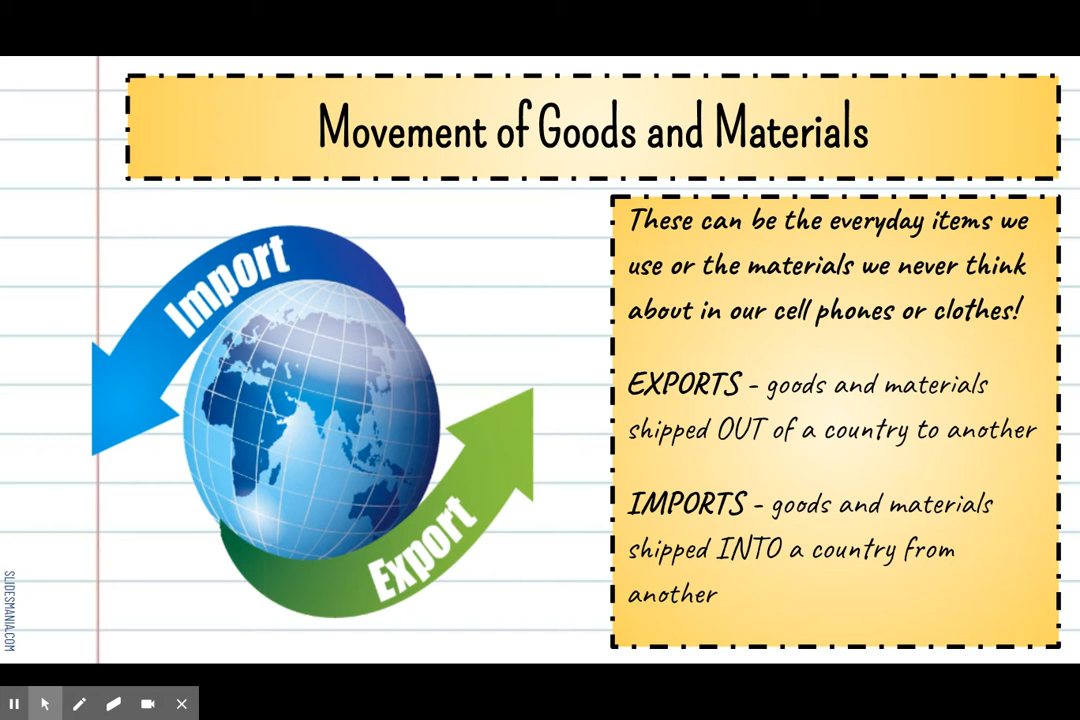 Movement of Goods and Materials
Import
Export
These can be the everyday items we
use or the materials we never think
about in our cell phones or clothes!
EXPORTS - goods and materials
shipped OUT of a country to another
IMPORTS - goods and materials
shipped INTO a country from
another
SLIDESMANIA.COM